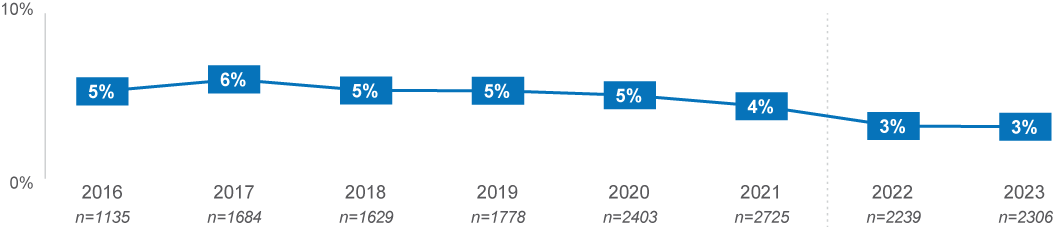 10%
5% 6% 5% 5% 5% 4% 3% 3%
0%
2016 2017 2018 2019 2020 2021 2022 2023
n=1135 n=1684 n=1629 n=1778 n=2403 n=2725 n=2239 n=2306